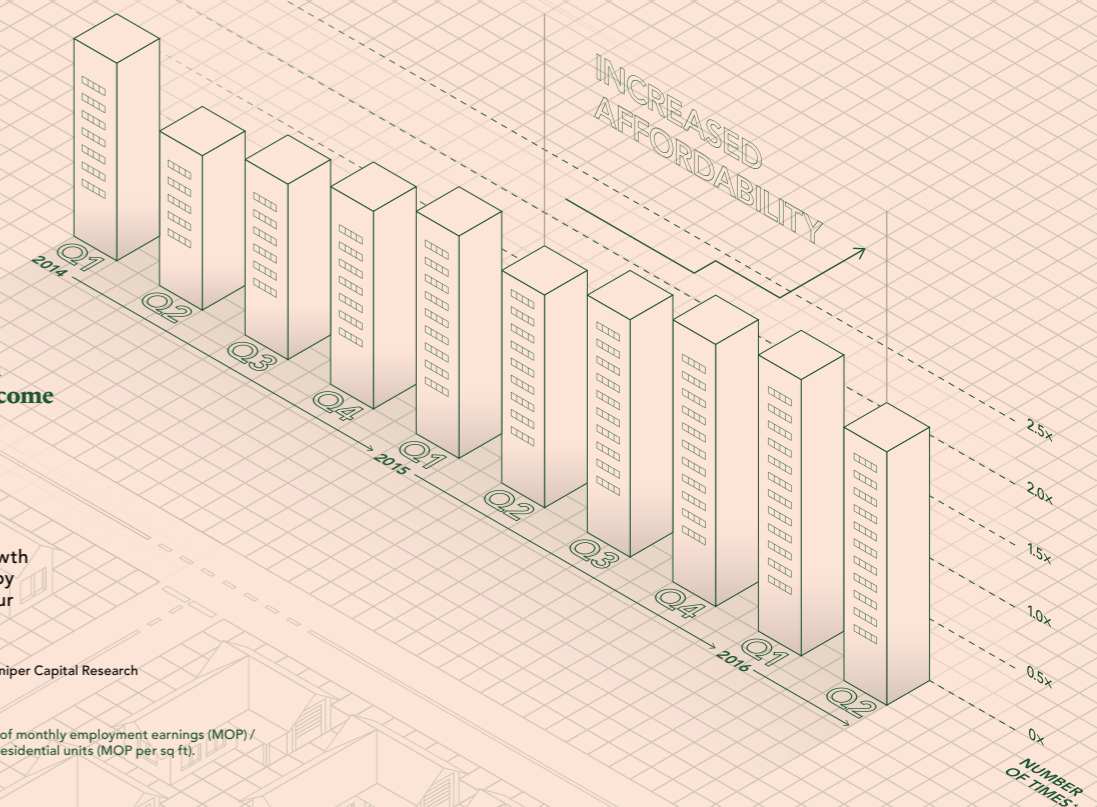 INCREASED
AFFORDABILITY
Q1
2014
Q2
Q3
Q4
Q1
2015
Q2
Q3
Q4
Q1
2016
Q2
2.5x
2.0x
1.5x
1.0x
0.5x
0x
NUMBER
OF TIMES*
come
wth
by
ur
niper Capital Research
of monthly employment earnings (MOP) /
esidential units (MOP per sq ft).